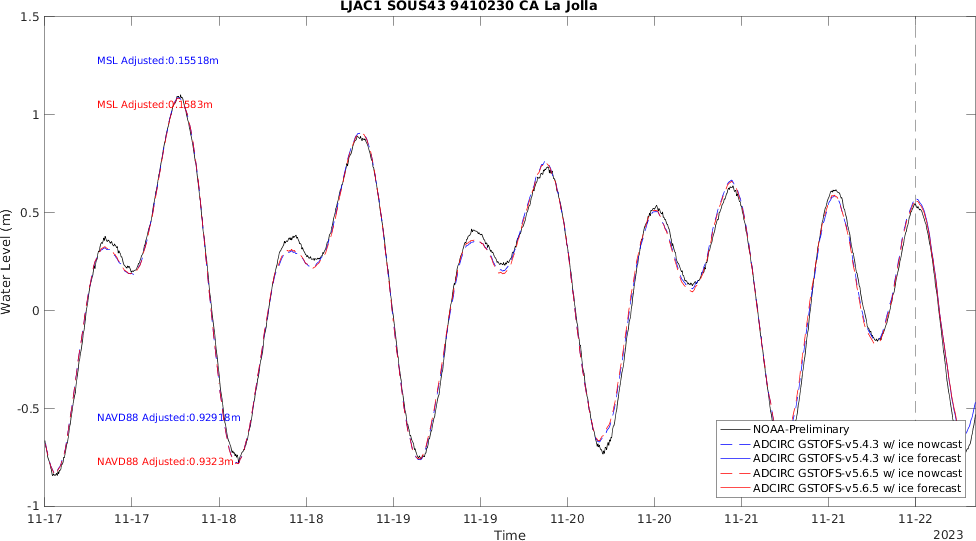 LJAC1 SOUS43 9410230 CA La Jolla
1.5
MSL Adjusted:0.15518m
MSL Adjusted:0.1583m
1
0.5
Water Level (m)
0
-0.5
NAVD88 Adjusted:0.92918m
NOAA-Preliminary
ADCIRC GSTOFS-v5.4.3 w/ ice nowcast
ADCIRC GSTOFS-v5.4.3 w/ ice forecast
NAVD88 Adjusted:0.9323m
ADCIRC GSTOFS-v5.6.5 w/ ice nowcast
ADCIRC GSTOFS-v5.6.5 w/ ice forecast
-1
11-17 11-17 11-18 11-18 11-19 11-19 11-20 11-20 11-21 11-21 11-22
Time 2023